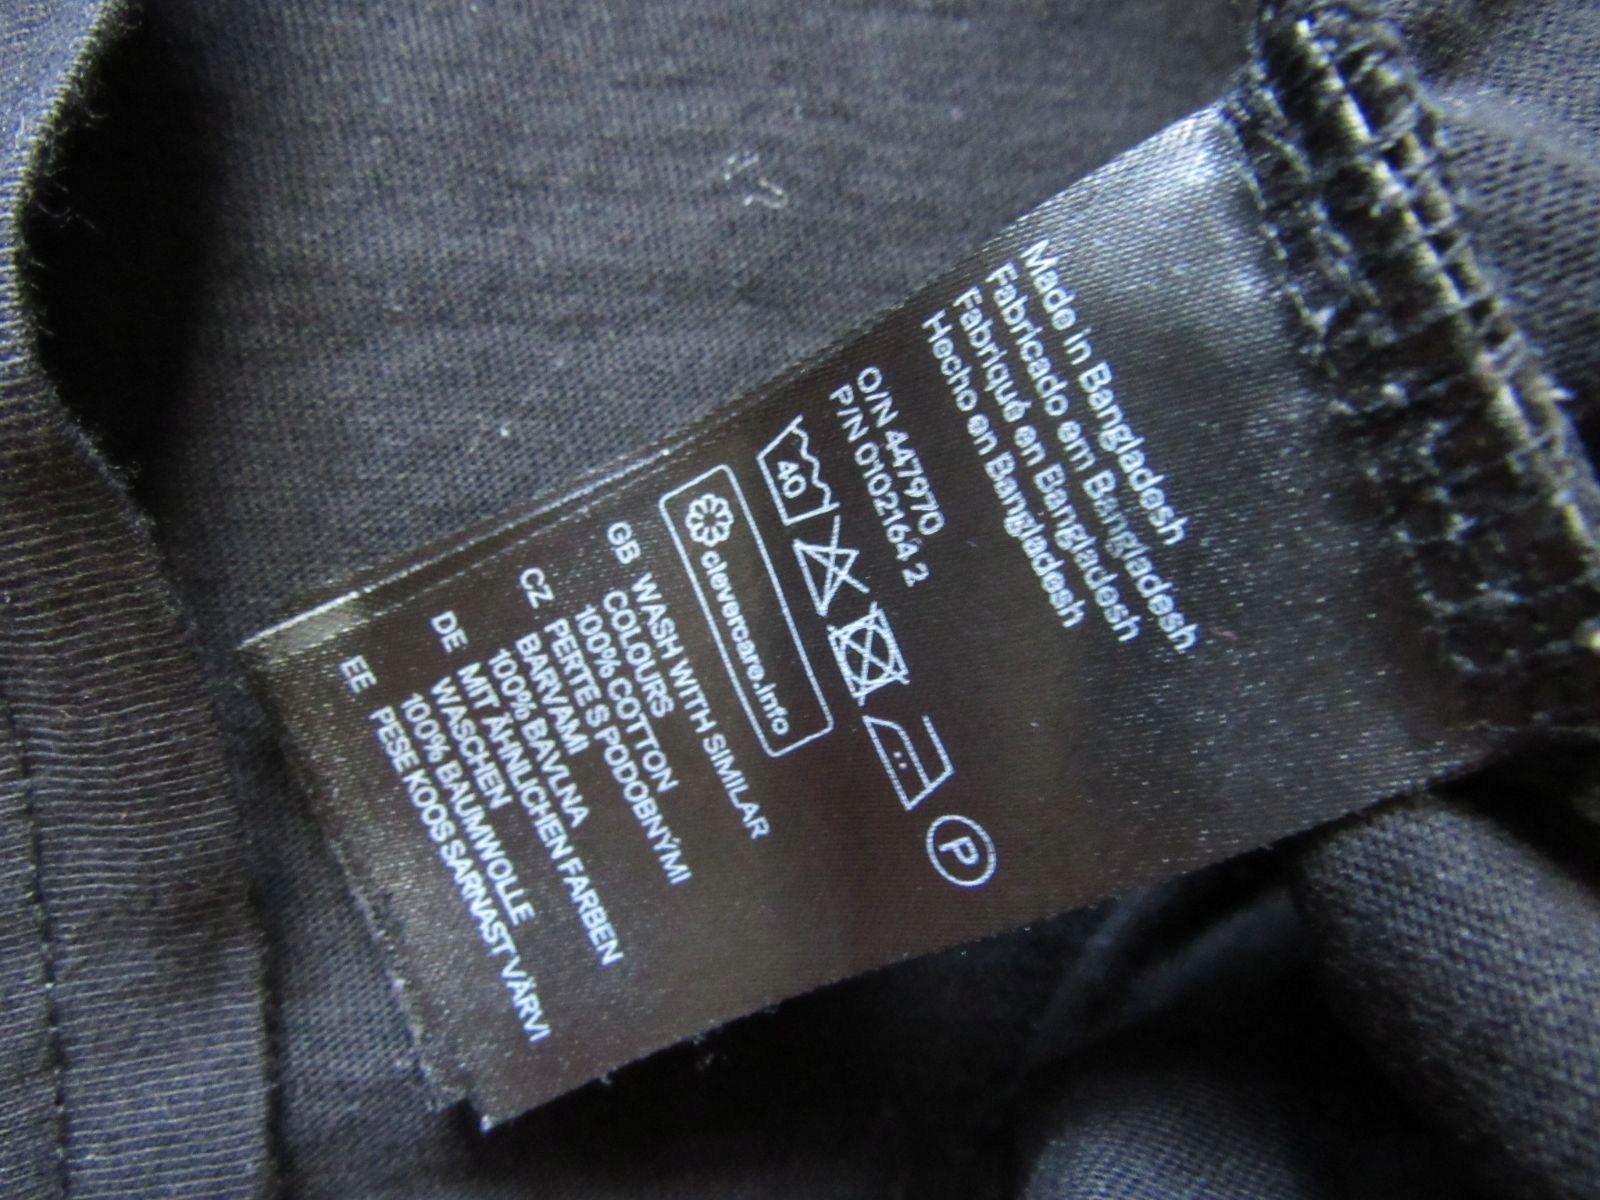 Made in Bangladesh
Fabricado em Bangladesh
Fabriqué en Bangladesh
Hecho en Bangladesh
O/N 447970
P/N 0102164 2
40
P
clevercare.info
GB WASH WITH SIMILAR
COLOURS
100% COTTON
CZ PERTE S PODOBNÝMI
BARVAMI
100% BAVLNA
DE MIT ÄHNLICHEN FARBEN
WASCHEN
100% BAUMWOLLE
EE PESE KOOS SARNAST VÄRVI